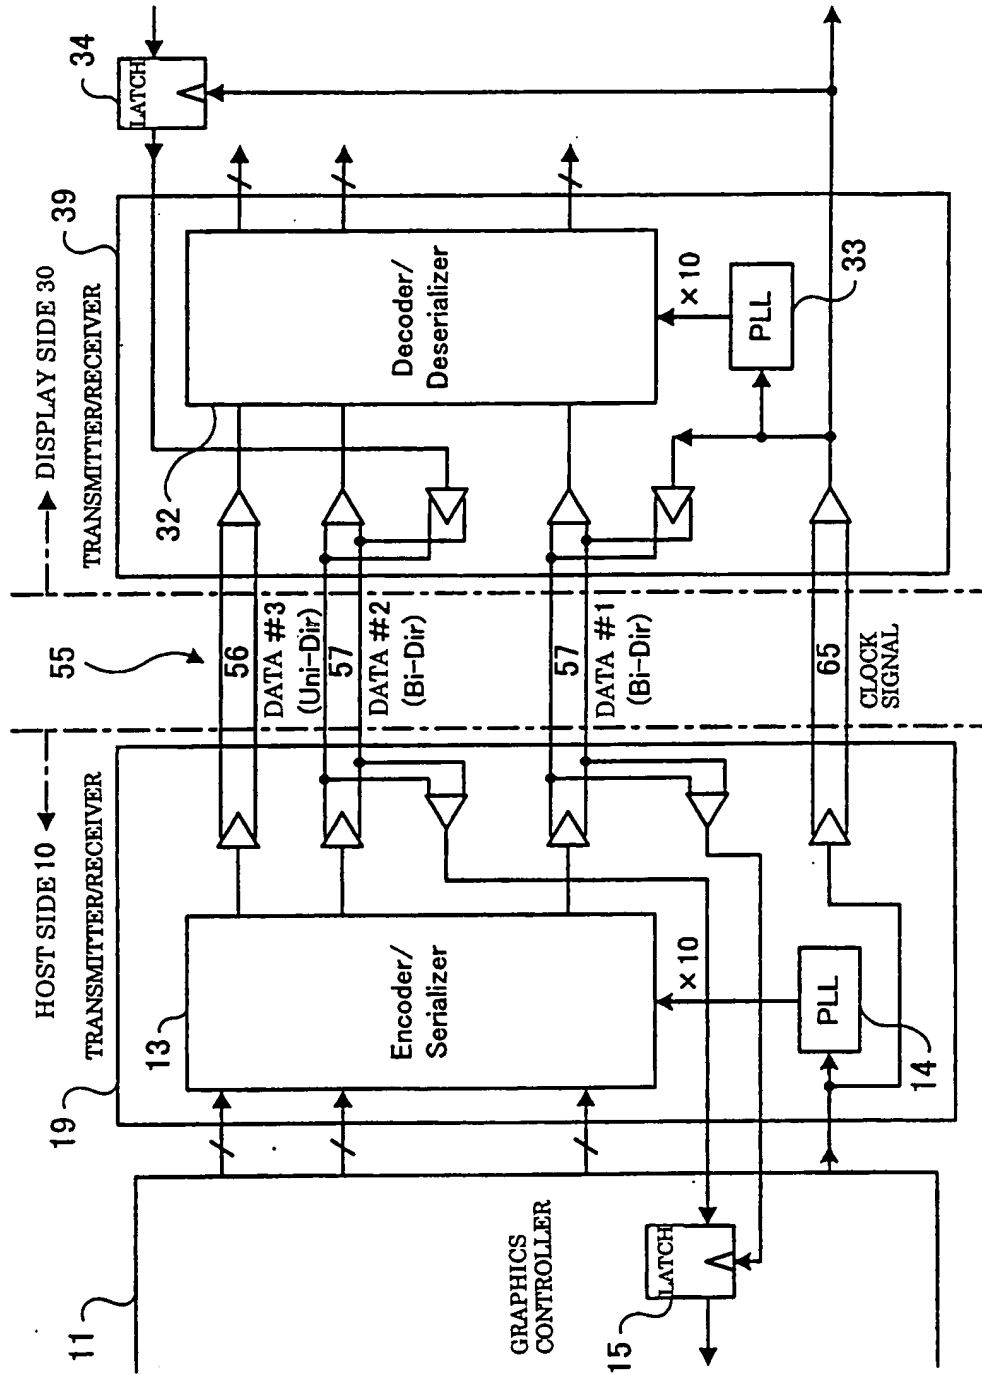 HOST SIDE 10
DISPLAY SIDE 30
55
19
TRANSMITTER/RECEIVER
TRANSMITTER/RECEIVER
39
34
LATCH
11
13
Encoder/
Serializer
×10
PLL
14
GRAPHICS
CONTROLLER
LATCH
15
56
DATA #3
(Uni-Dir)
57
DATA #2
(Bi-Dir)
57
DATA #1
(Bi-Dir)
65
CLOCK
SIGNAL
32
Decoder/
Deserializer
×10
PLL
33